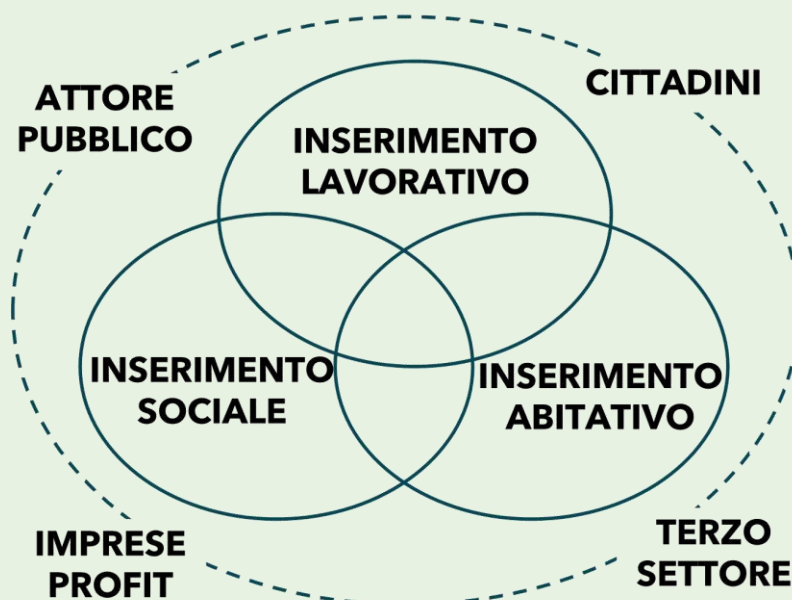 ATTORE
PUBBLICO
CITTADINI
INSERIMENTO
LAVORATIVO
INSERIMENTO
SOCIALE
INSERIMENTO
ABITATIVO
IMPRESE
PROFIT
TERZO
SETTORE